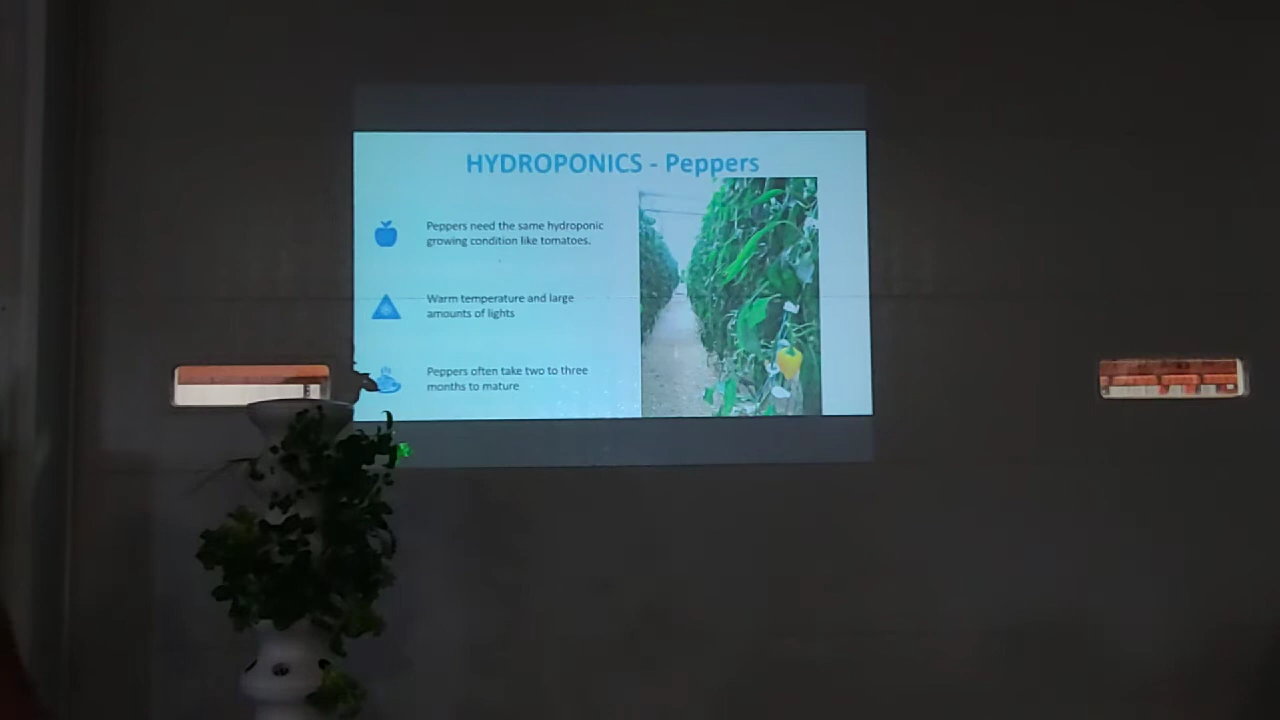 HYDROPONICS - Peppers
Peppers need the same hydroponic
growing condition like tomatoes.
Warm temperature and large
amounts of lights
Peppers often take two to three
months to mature